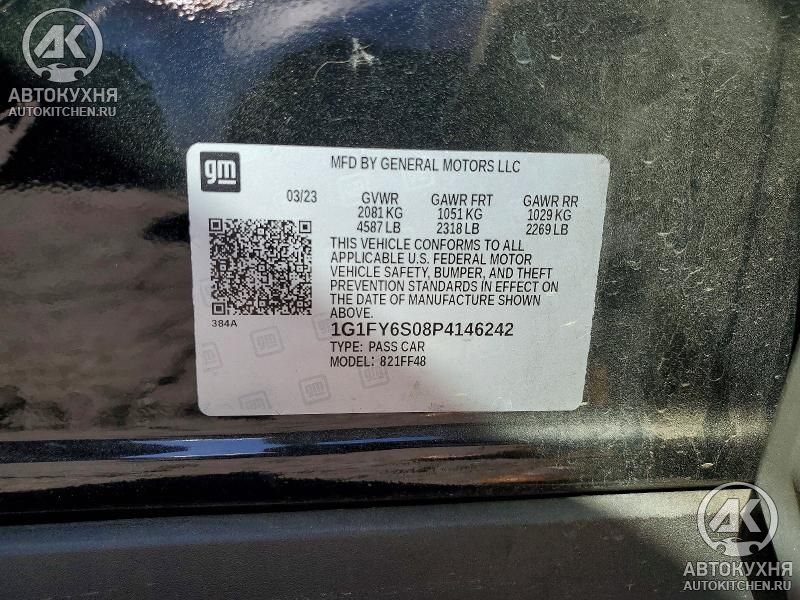 АВТОКУХНЯ
AUTOKITCHEN.RU
gm
MFD BY GENERAL MOTORS LLC
03/23 GVWR GAWR FRT GAWR RR
2081 KG 1051 KG 1029 KG
4587 LB 2318 LB 2269 LB
THIS VEHICLE CONFORMS TO ALL
APPLICABLE U.S. FEDERAL MOTOR
VEHICLE SAFETY, BUMPER, AND THEFT
PREVENTION STANDARDS IN EFFECT ON
THE DATE OF MANUFACTURE SHOWN
ABOVE.
384A
1G1FY6S08P4146242
TYPE: PASS CAR
MODEL: 821FF48
АК
АВТОКУХНЯ
AUTOKITCHEN.RU